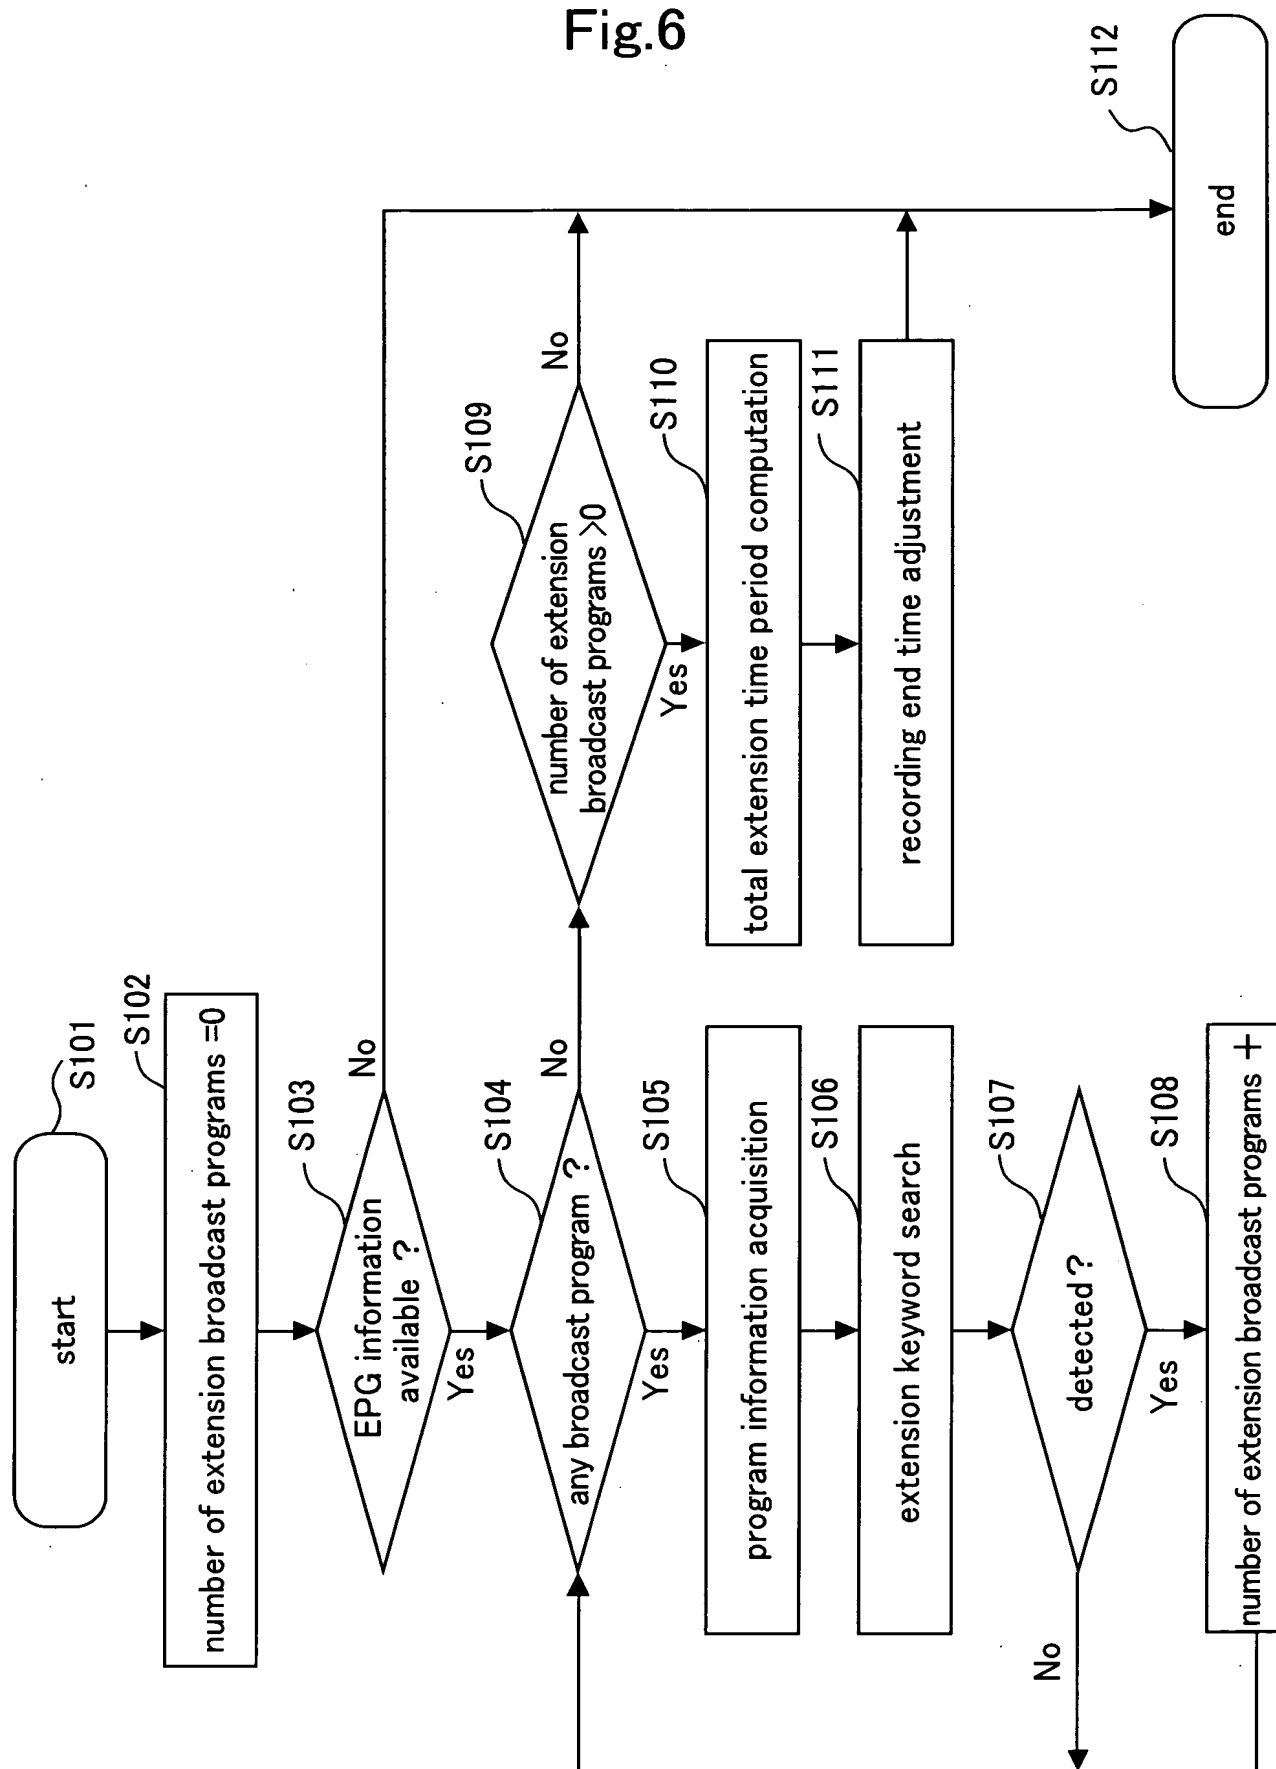 Fig.6
start
S101
number of extension broadcast programs =0
S102
EPG information
available ?
S103
No
Yes
any broadcast program ?
S104
No
Yes
program information acquisition
S105
extension keyword search
S106
detected?
S107
No
Yes
number of extension broadcast programs +
S108
number of extension
broadcast programs >0
S109
No
Yes
total extension time period computation
S110
recording end time adjustment
S111
end
S112